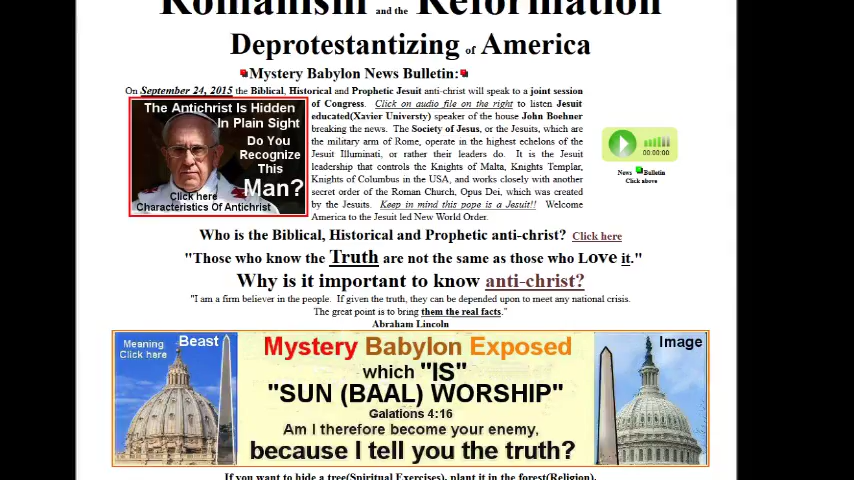 Romanism and the Reformation
Deprotestantizing of America
Mystery Babylon News Bulletin:
On September 24, 2015 the Biblical, Historical and Prophetic Jesuit anti-christ will speak to a joint session
of Congress. Click on audio file on the right to listen Jesuit
educated(Xavier Universty) speaker of the house John Boehner
breaking the news. The Society of Jesus, or the Jesuits, which are
the military arm of Rome, operate in the highest echelons of the
Jesuit Illuminati, or rather their leaders do. It is the Jesuit
leadership that controls the Knights of Malta, Knights Templar,
Knights of Columbus in the USA, and works closely with another
secret order of the Roman Church, Opus Dei, which was created
by the Jesuits. Keep in mind this pope is a Jesuit!! Welcome
America to the Jesuit led New World Order.
The Antichrist Is Hidden
In Plain Sight
Do You
Recognize
This
Man?
Click here
Characteristics Of Antichrist
00:00:00
News Bulletin
Click above
Who is the Biblical, Historical and Prophetic anti-christ? Click here
"Those who know the Truth are not the same as those who Love it."
Why is it important to know anti-christ?
"I am a firm believer in the people. If given the truth, they can be depended upon to meet any national crisis.
The great point is to bring them the real facts."
Abraham Lincoln
Meaning
Click here
Beast
Mystery Babylon Exposed
which "IS"
"SUN (BAAL) WORSHIP"
Galations 4:16
Am I therefore become your enemy,
because I tell you the truth?
Image
If you want to hide a tree(Spiritual Exercises), plant it in the forest(Religion).